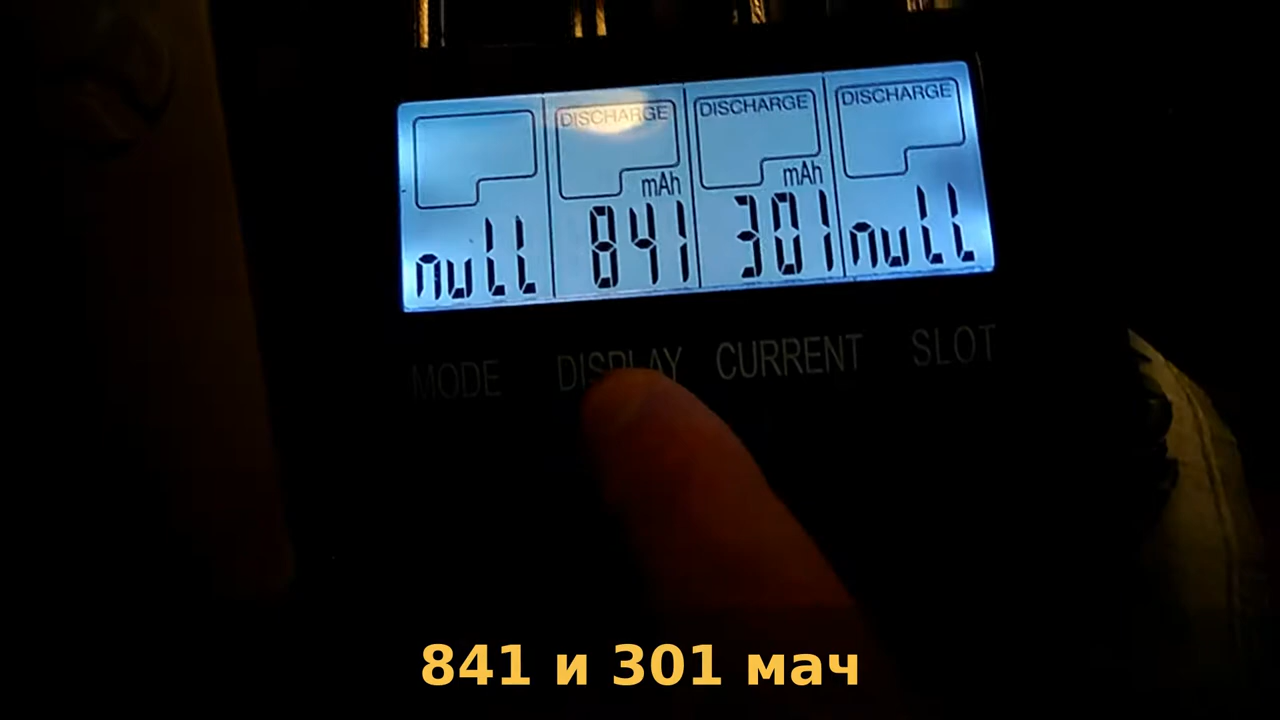 DISCHARGE DISCHARGE DISCHARGE
mAh mAh
null 841 301 null
MODE DISPLAY CURRENT SLOT
841 и 301 мач